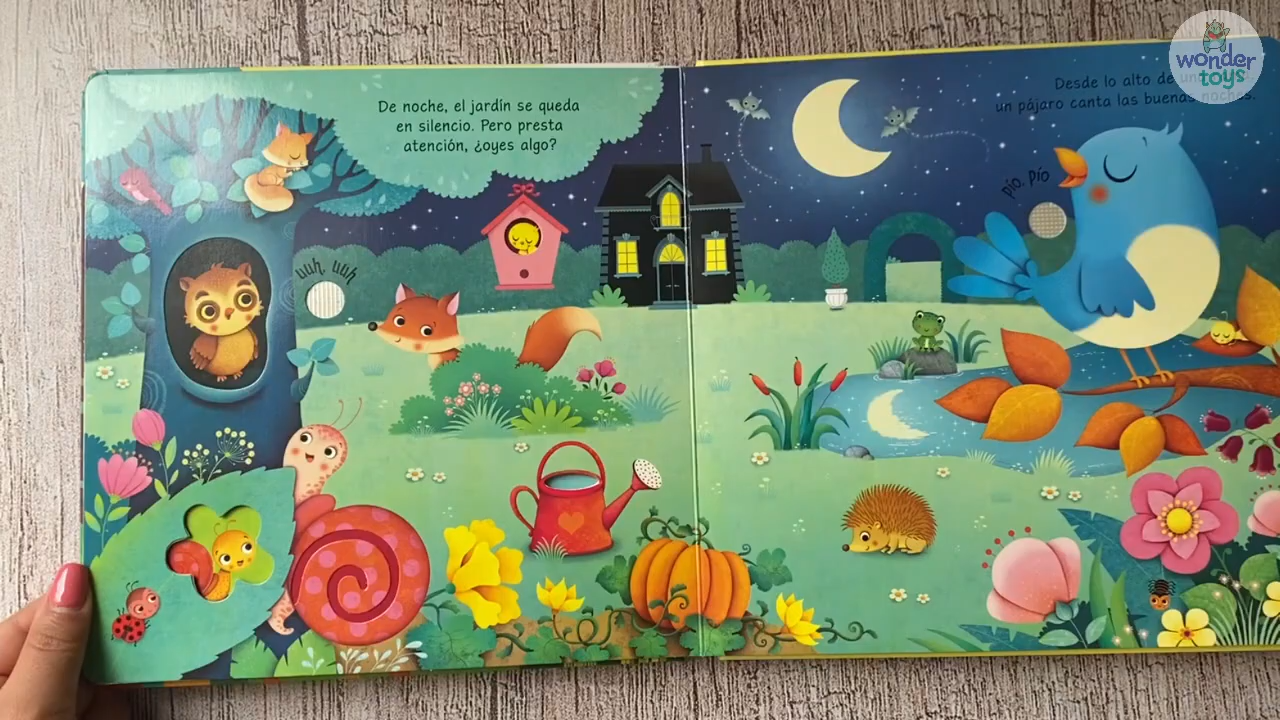 De noche, el jardín se queda
en silencio. Pero presta
atención, ¿oyes algo?
uuh, uuh
Desde lo alto de un
un pájaro canta las buenas noches.
pío, pío
wonder
toys